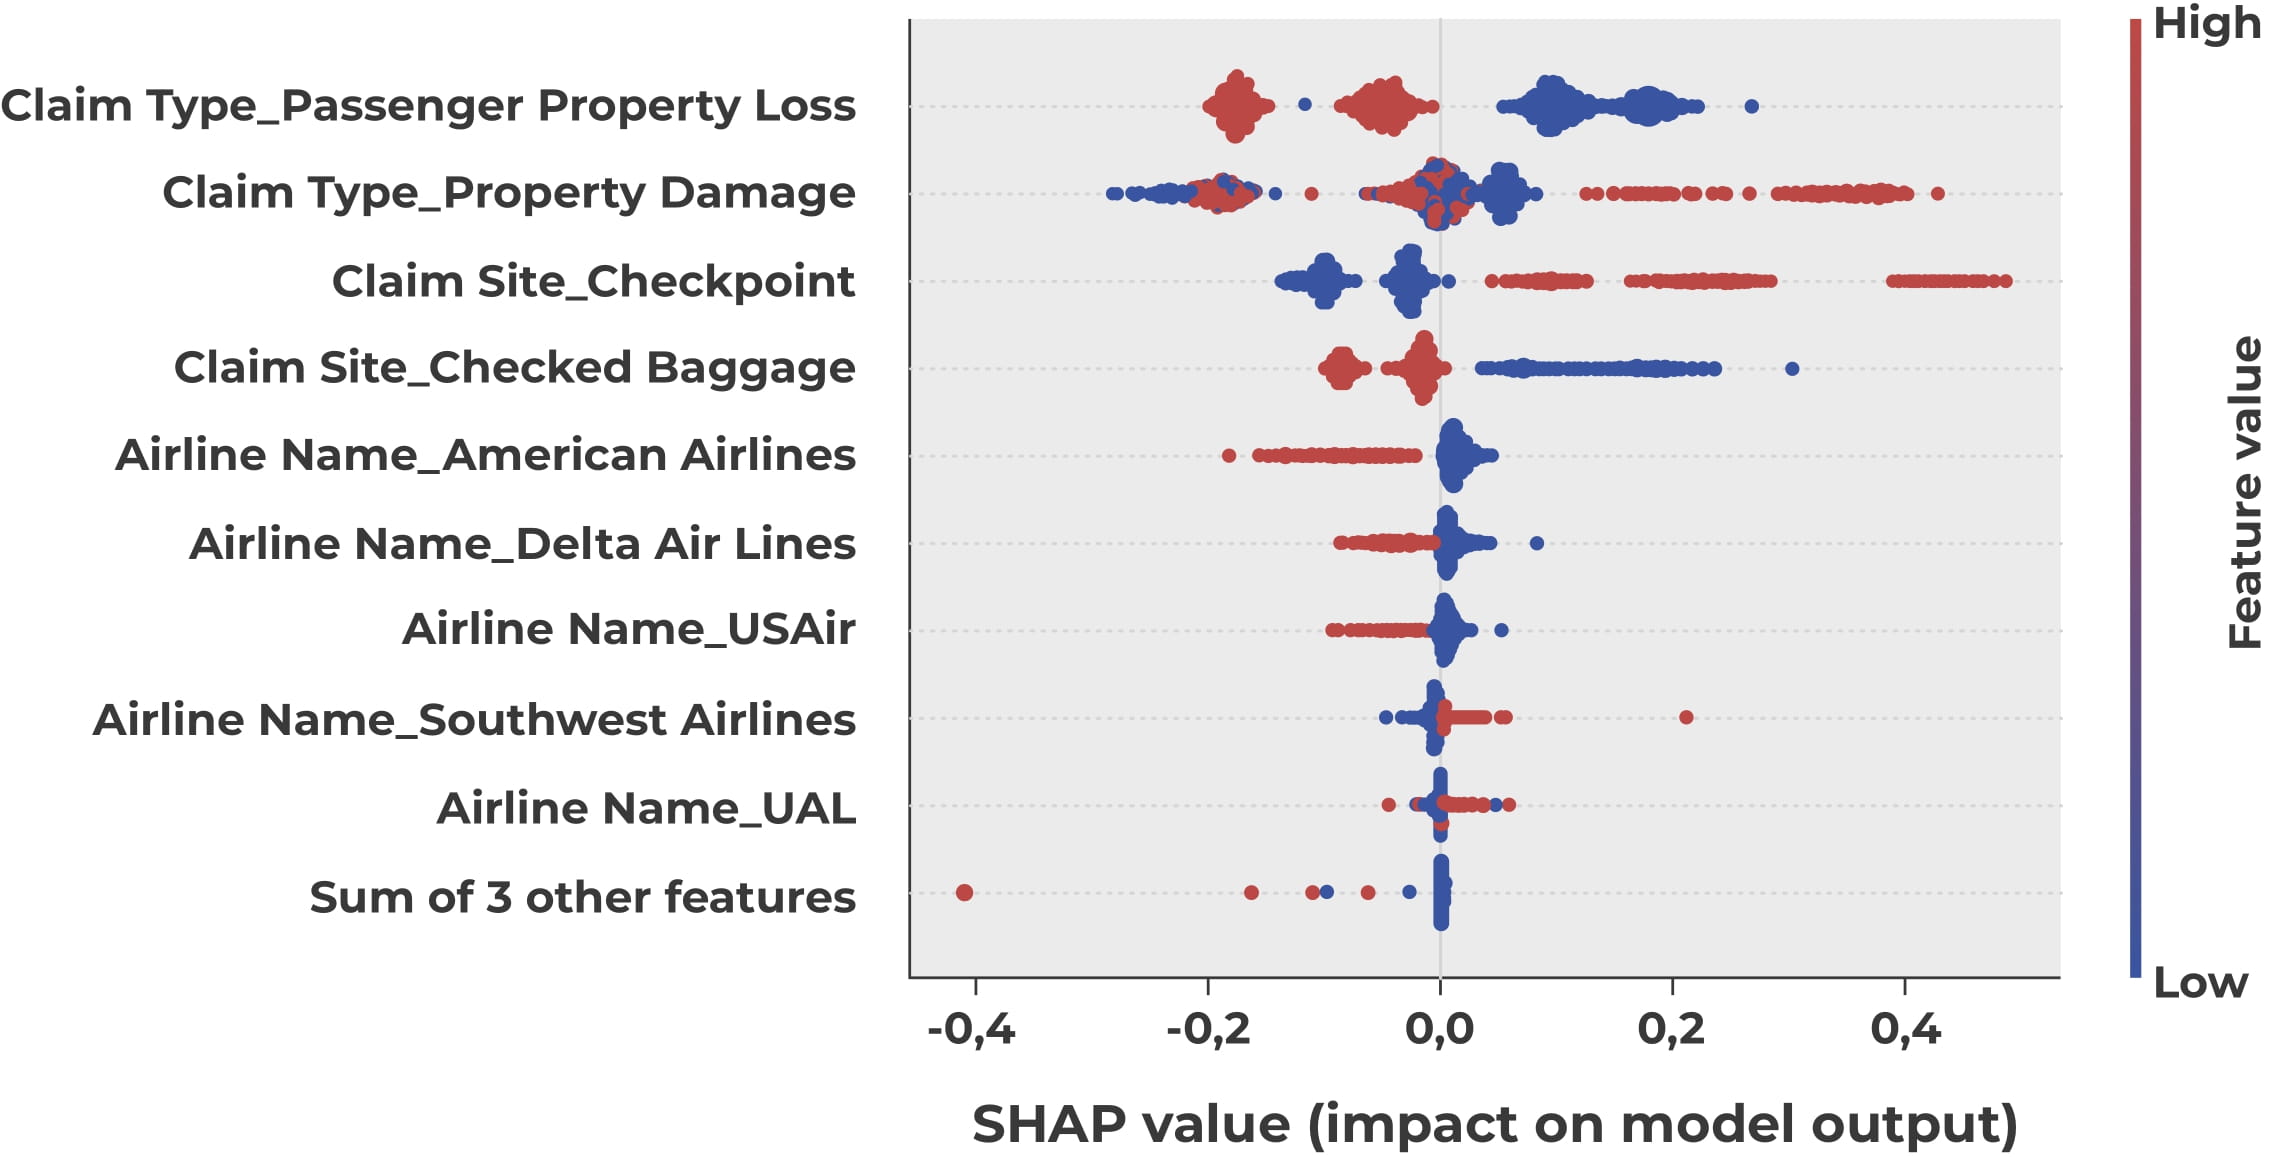 High
Claim Type_Passenger Property Loss
Claim Type_Property Damage
Claim Site_Checkpoint
Claim Site_Checked Baggage
Airline Name_American Airlines
Airline Name_Delta Air Lines
Airline Name_USAir
Airline Name_Southwest Airlines
Airline Name_UAL
Sum of 3 other features
Feature value
Low
-0,4 -0,2 0,0 0,2 0,4
SHAP value (impact on model output)